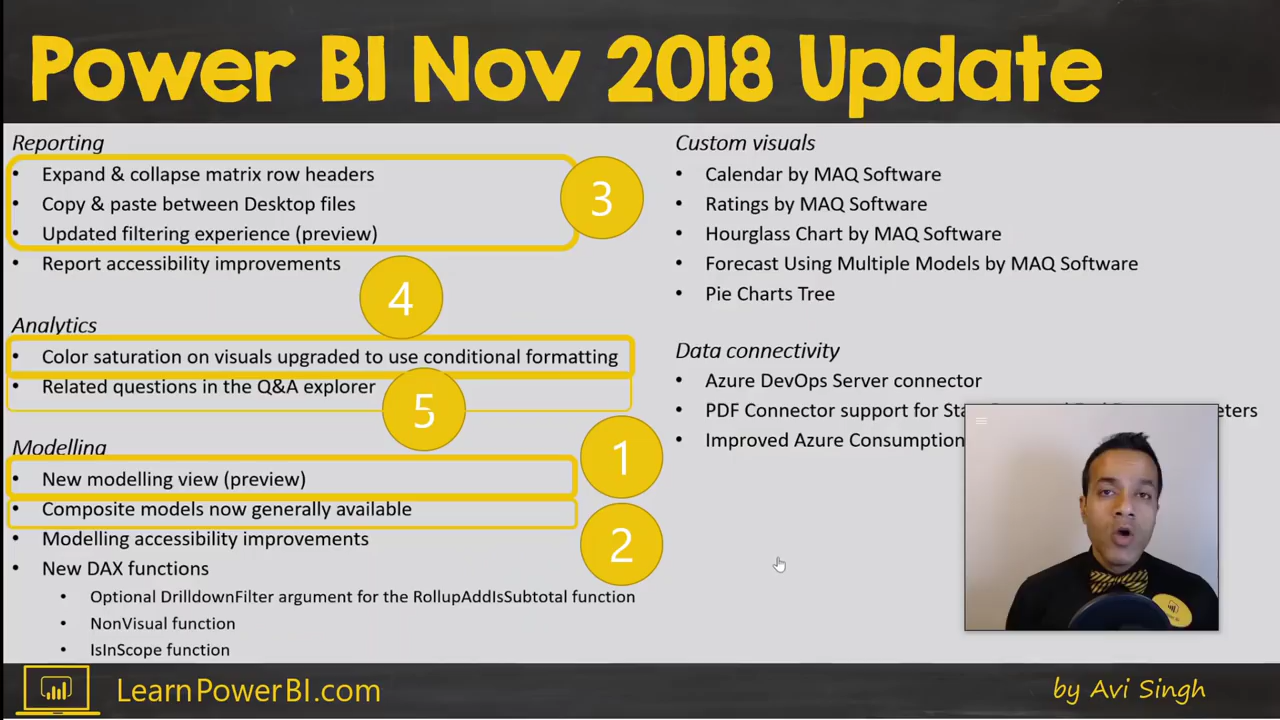 Power BI Nov 2018 Update
Reporting
• Expand & collapse matrix row headers
• Copy & paste between Desktop files
• Updated filtering experience (preview)
3
• Report accessibility improvements
4
Analytics
• Color saturation on visuals upgraded to use conditional formatting
• Related questions in the Q&A explorer
5
Modelling
• New modelling view (preview)
1
• Composite models now generally available
2
• Modelling accessibility improvements
• New DAX functions
• Optional DrilldownFilter argument for the RollupAddIsSubtotal function
• NonVisual function
• IsInScope function
Custom visuals
• Calendar by MAQ Software
• Ratings by MAQ Software
• Hourglass Chart by MAQ Software
• Forecast Using Multiple Models by MAQ Software
• Pie Charts Tree
Data connectivity
• Azure DevOps Server connector
• PDF Connector support for
• Improved Azure Consumption
LearnPowerBI.com
by Avi Singh